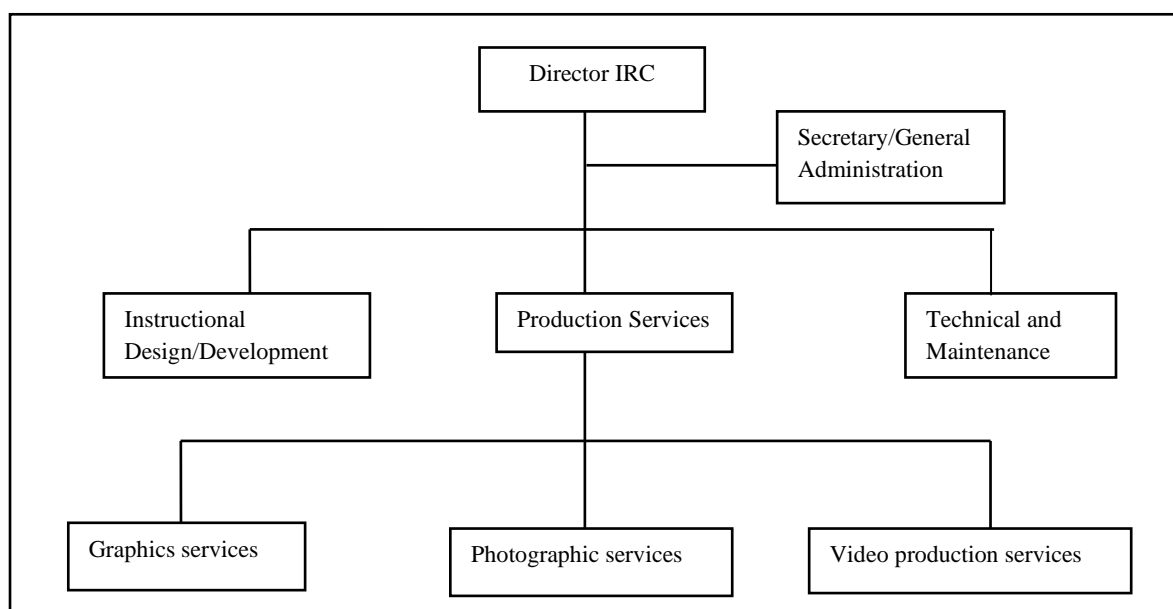 Director IRC
Secretary/General
Administration
Instructional
Design/Development
Production Services
Technical and
Maintenance
Graphics services
Photographic services
Video production services